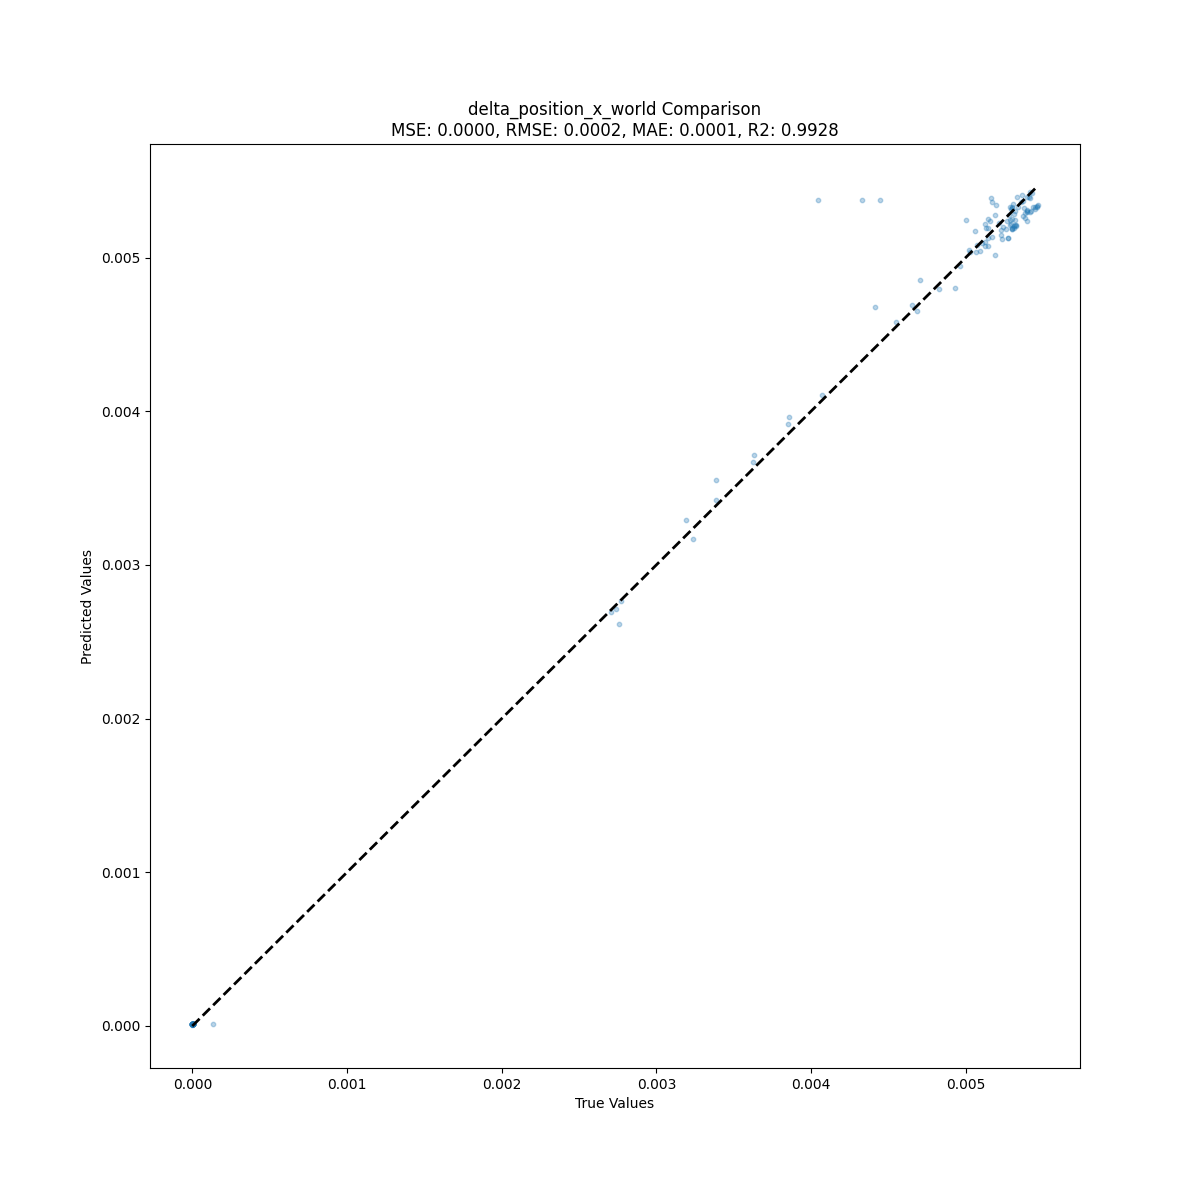 delta_position_x_world Comparison
MSE: 0.0000, RMSE: 0.0002, MAE: 0.0001, R2: 0.9928
Predicted Values
0.005
0.004
0.003
0.002
0.001
0.000
0.000 0.001 0.002 0.003 0.004 0.005
True Values